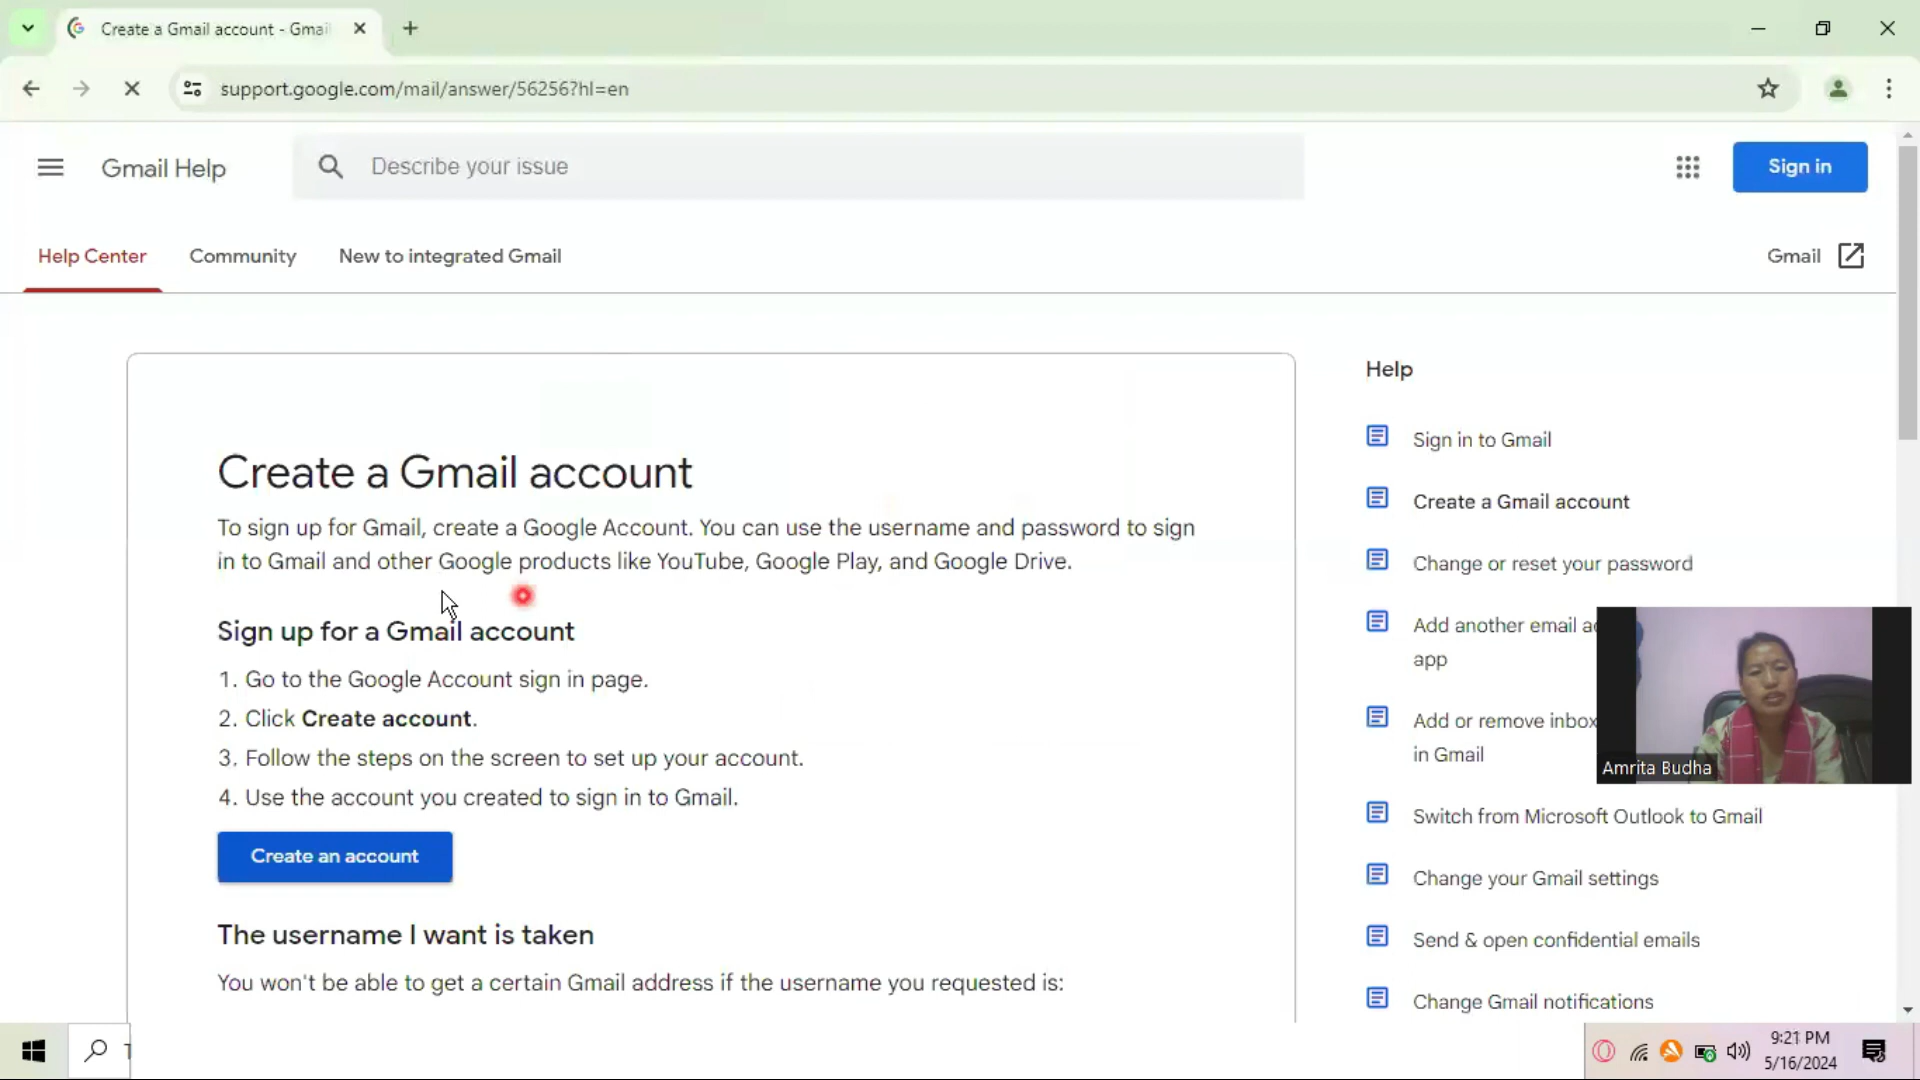 Create a Gmail account - Gmail
support.google.com/mail/answer/56256?hl=en
Gmail Help
Describe your issue
Sign in
Help Center
Community
New to integrated Gmail
Gmail
Create a Gmail account
To sign up for Gmail, create a Google Account. You can use the username and password to sign
in to Gmail and other Google products like YouTube, Google Play, and Google Drive.
Sign up for a Gmail account
1. Go to the Google Account sign in page.
2. Click Create account.
3. Follow the steps on the screen to set up your account.
4. Use the account you created to sign in to Gmail.
Create an account
The username I want is taken
You won't be able to get a certain Gmail address if the username you requested is:
Help
Sign in to Gmail
Create a Gmail account
Change or reset your password
Add another email
app
Add or remove inbox
in Gmail
Switch from Microsoft Outlook to Gmail
Change your Gmail settings
Send & open confidential emails
Change Gmail notifications
Amrita Budha
9:21 PM
5/16/2024